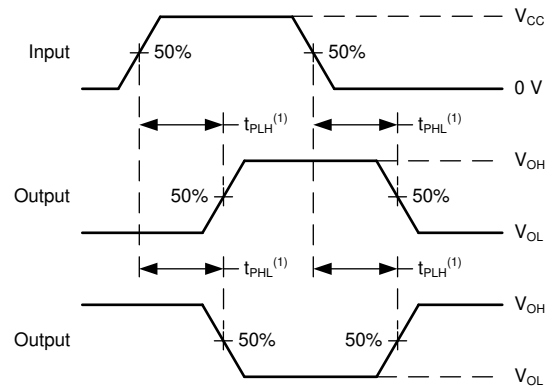 V_CC
Input 50% 50%
0 V
t_PLH^(1) t_PHL^(1)
V_OH
Output 50% 50%
V_OL
t_PHL^(1) t_PLH^(1)
V_OH
Output 50% 50%
V_OL